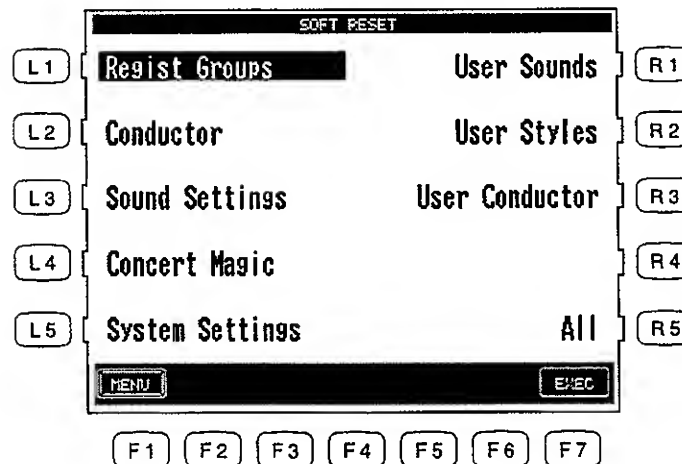 SOFT RESET
L1 Regist Groups User Sounds R1
L2 Conductor User Styles R2
L3 Sound Settings User Conductor R3
L4 Concert Magic R4
L5 System Settings All R5
MENU EXEC
F1 F2 F3 F4 F5 F6 F7